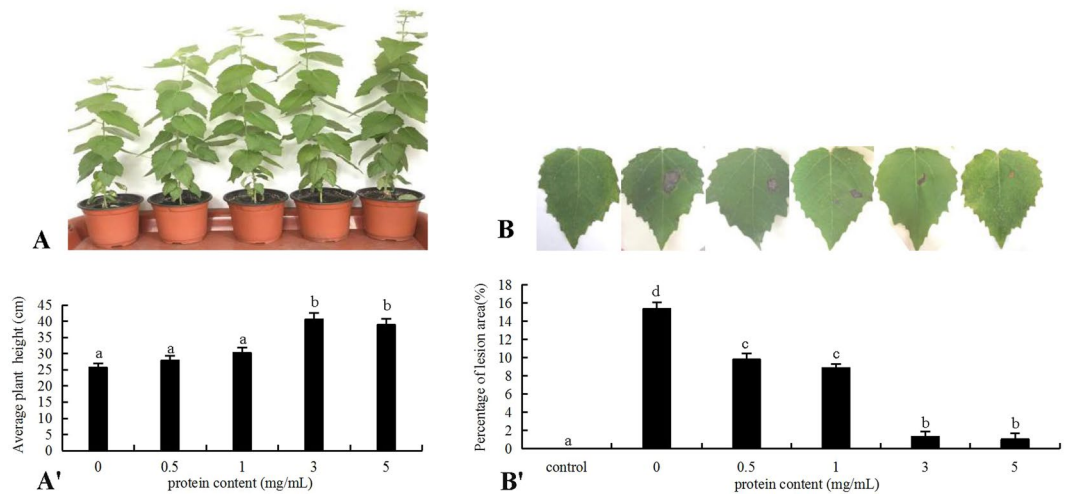 A
B
Average plant height (cm)
45
40
35
30
25
20
15
10
5
0
a
a
a
b
b
0
0.5
1
3
5
protein content (mg/mL)
A'
Percentage of lesion area(%)
18
16
14
12
10
8
6
4
2
0
a
d
c
c
b
b
control
0
0.5
1
3
5
protein content (mg/mL)
B'